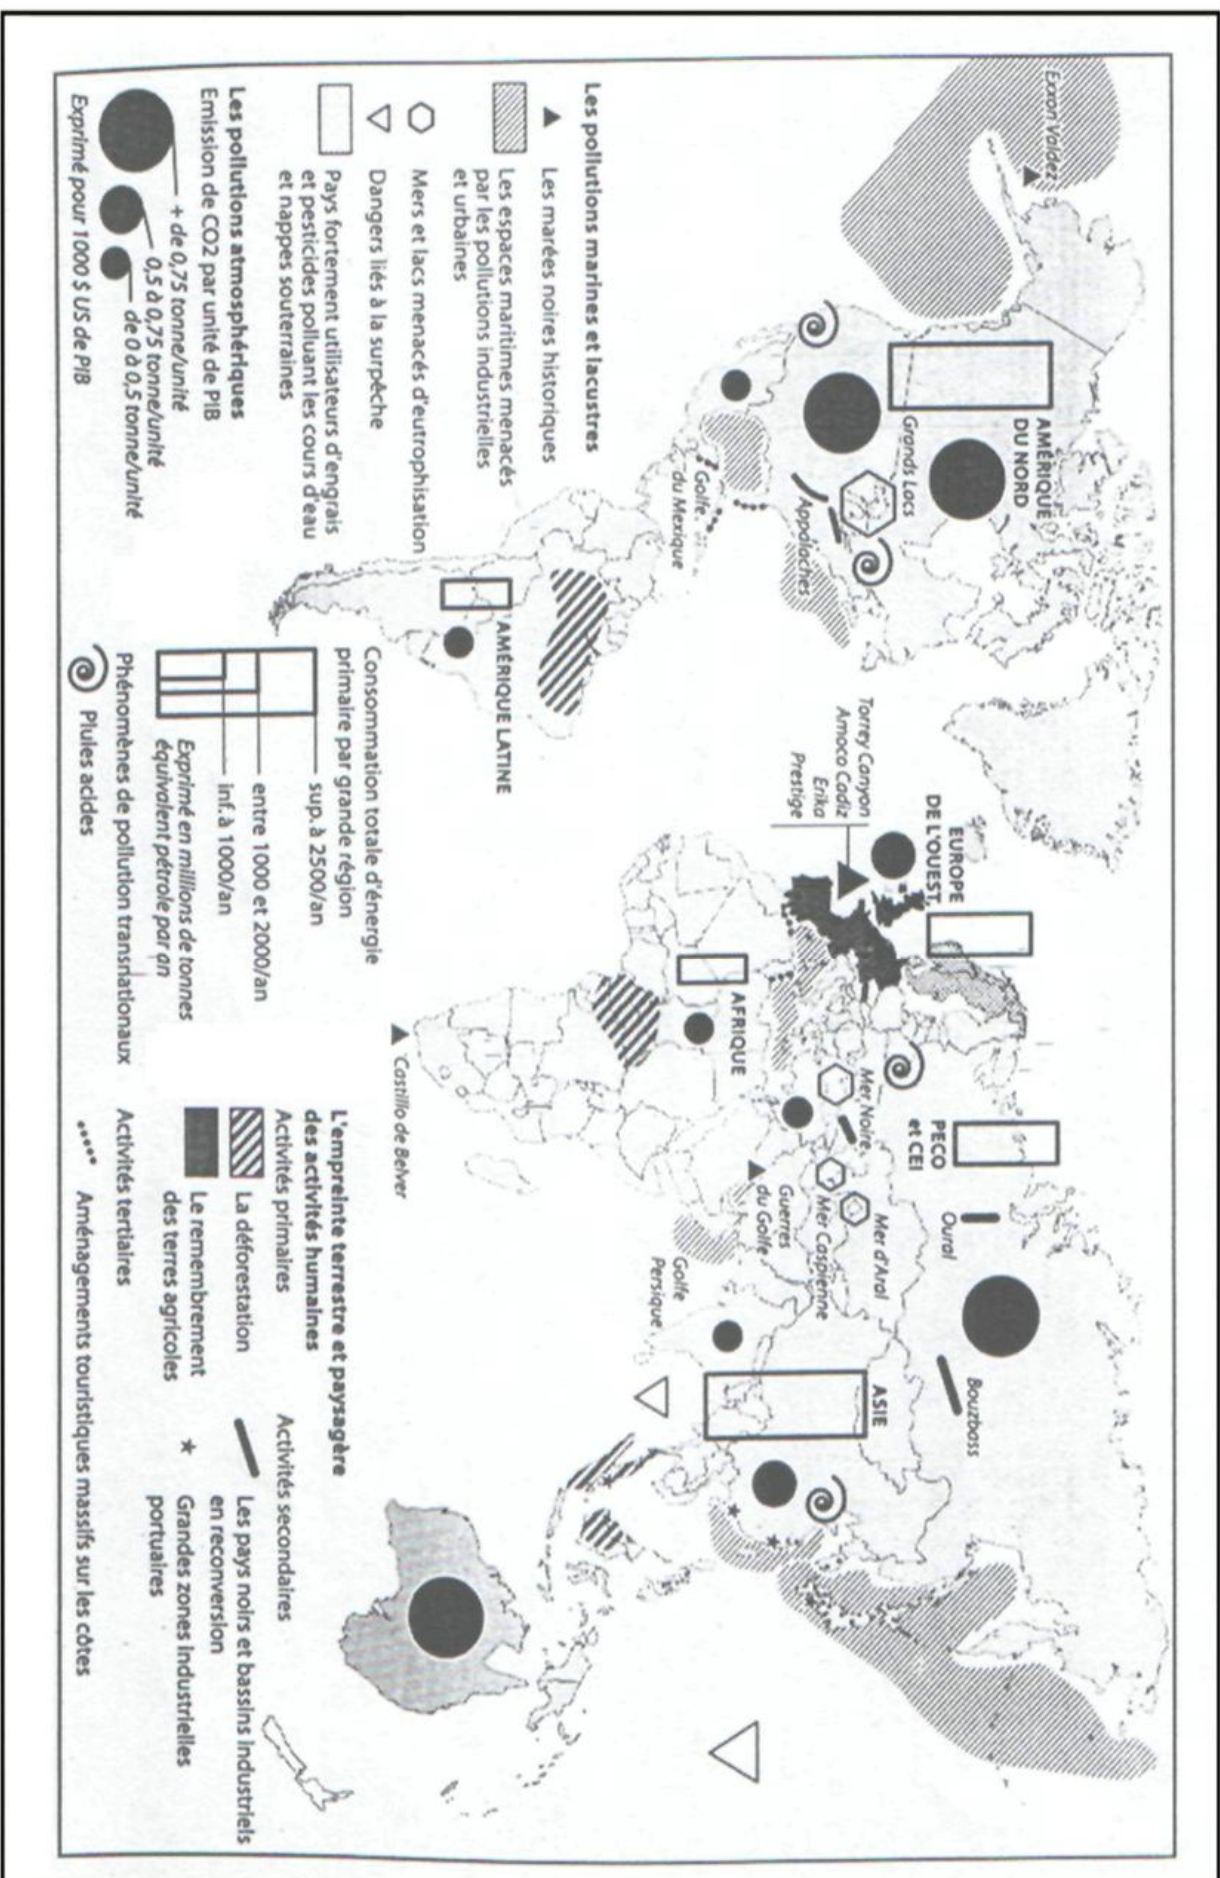 Exxon Valdez
AMÉRIQUE
DU NORD
Grands Lacs
Appalaches
Golfe
du Mexique
AMÉRIQUE LATINE
Torrey Canyon
Amoco Cadiz
Erika
Prestige
EUROPE
DE L'OUEST
AFRIQUE
Castillo de Belver
PECO
et CEI
Mer Noire
Mer Caspienne
Mer d'Aral
Guerres
du Golfe
Golfe
Persique
Oural
Bouzbass
ASIE
Les pollutions marines et lacustres
Les marées noires historiques
Les espaces maritimes menacés
par les pollutions industrielles
et urbaines
Mers et lacs menacés d'eutrophisation
Dangers liés à la surpêche
Pays fortement utilisateurs d'engrais
et pesticides polluant les cours d'eau
et nappes souterraines
Les pollutions atmosphériques
Emission de CO2 par unité de PIB
+ de 0,75 tonne/unité
0,5 à 0,75 tonne/unité
de 0 à 0,5 tonne/unité
Exprimé pour 1000 $ US de PIB
Consommation totale d'énergie
primaire par grande région
sup. à 2500/an
entre 1000 et 2000/an
inf. à 1000/an
Exprimé en millions de tonnes
équivalent pétrole par an
Phénomènes de pollution transnationaux
Pluies acides
L'empreinte terrestre et paysagère
des activités humaines
Activités primaires
La déforestation
Le remembrement
des terres agricoles
Activités secondaires
Les pays noirs et bassins industriels
en reconversion
Grandes zones industrielles
portuaires
Activités tertiaires
Aménagements touristiques massifs sur les côtes